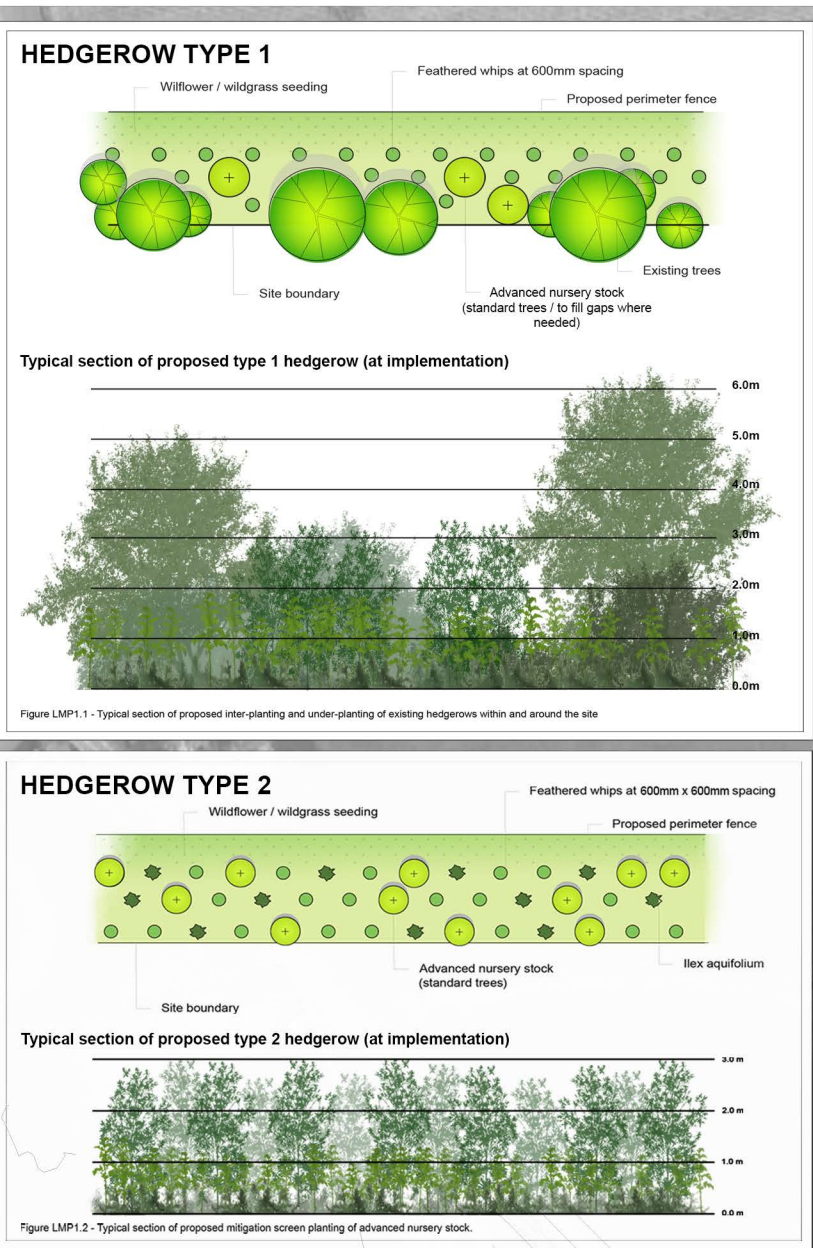 HEDGEROW TYPE 1
Feathered whips at 600mm spacing
Wilflower / wildgrass seeding
Proposed perimeter fence
Existing trees
Site boundary
Advanced nursery stock
(standard trees / to fill gaps where
needed)
Typical section of proposed type 1 hedgerow (at implementation)
6.0m
5.0m
4.0m
3.0m
2.0m
1.0m
0.0m
Figure LMP1.1 - Typical section of proposed inter-planting and under-planting of existing hedgerows within and around the site
HEDGEROW TYPE 2
Feathered whips at 600mm x 600mm spacing
Wildflower / wildgrass seeding
Proposed perimeter fence
Ilex aquifolium
Advanced nursery stock
(standard trees)
Site boundary
Typical section of proposed type 2 hedgerow (at implementation)
3.0 m
2.0 m
1.0 m
0.0 m
Figure LMP1.2 - Typical section of proposed mitigation screen planting of advanced nursery stock.